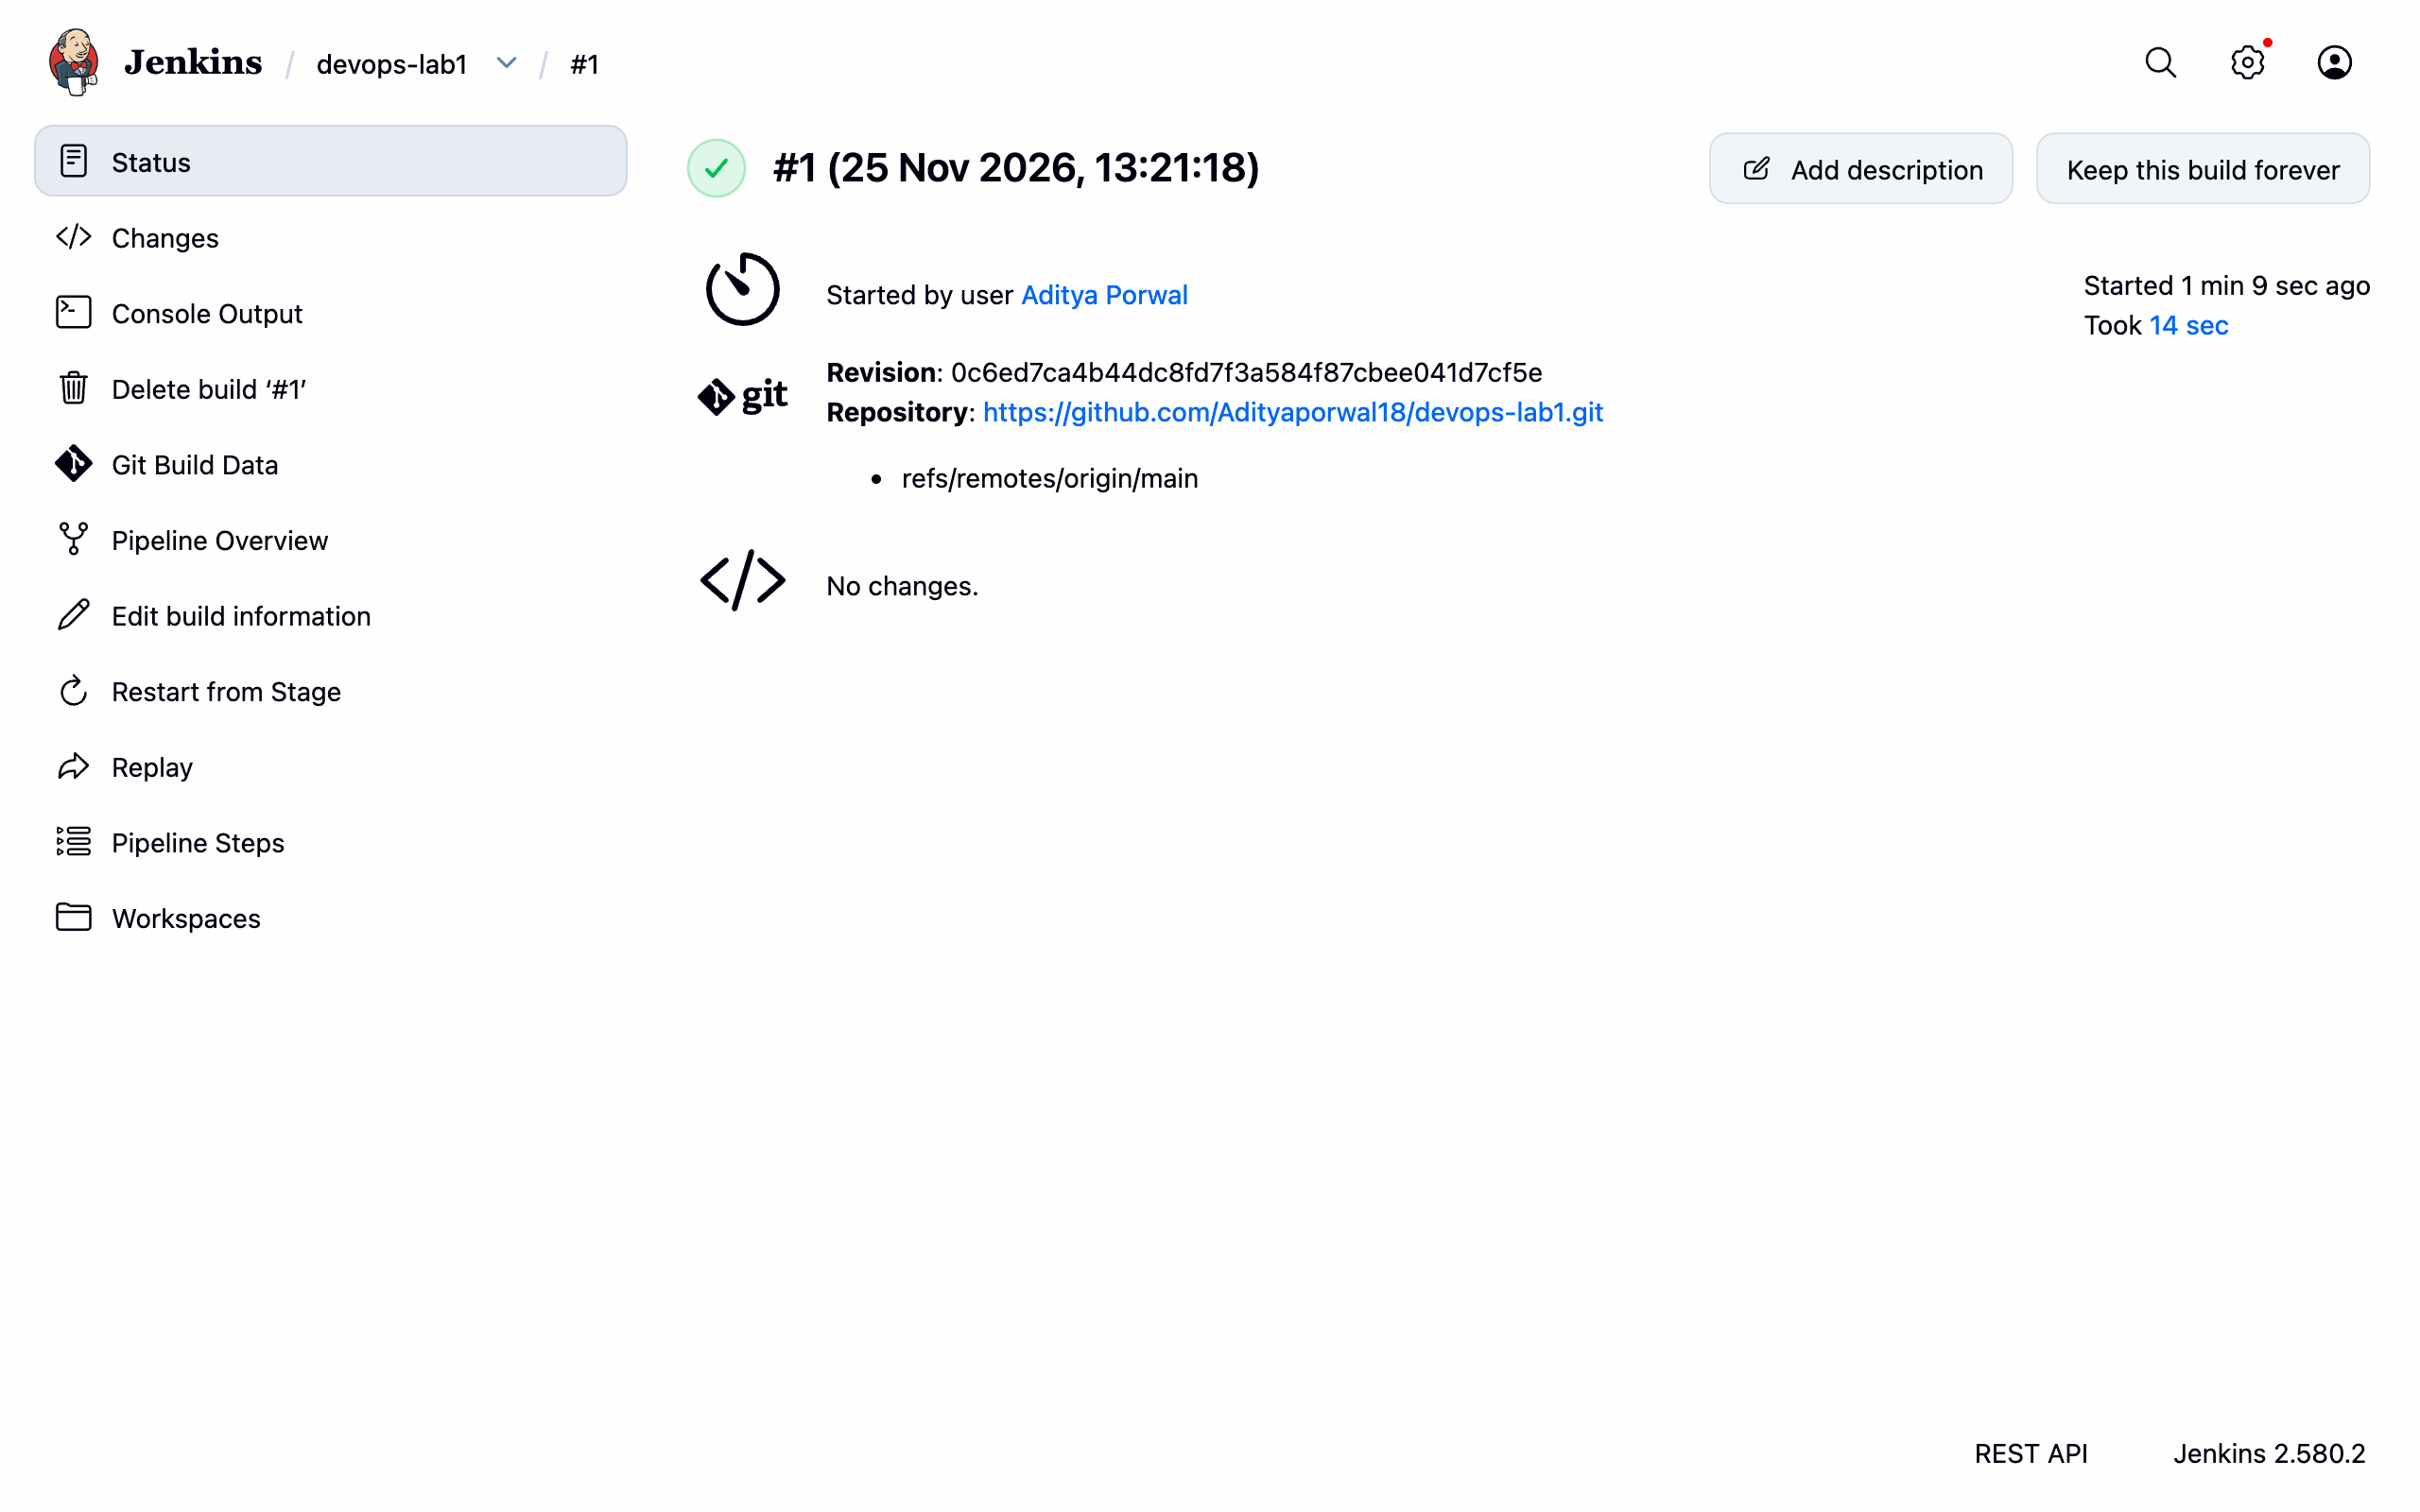 Jenkins / devops-lab1 / #1
Status
Changes
Console Output
Delete build ‘#1’
Git Build Data
Pipeline Overview
Edit build information
Restart from Stage
Replay
Pipeline Steps
Workspaces
#1 (25 Nov 2026, 13:21:18)
Add description
Keep this build forever
Started by user Aditya Porwal
Started 1 min 9 sec ago
Took 14 sec
git
Revision: 0c6ed7ca4b44dc8fd7f3a584f87cbee041d7cf5e
Repository: https://github.com/Adityaporwal18/devops-lab1.git
• refs/remotes/origin/main
No changes.
REST API
Jenkins 2.580.2